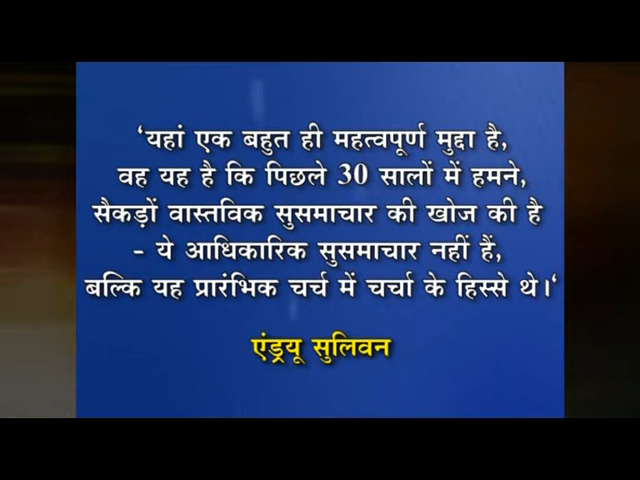 ‘यहां एक बहुत ही महत्वपूर्ण मुद्दा है,
वह यह है कि पिछले 30 सालों में हमने,
सैकड़ों वास्तविक सुसमाचार की खोज की है
- ये आधिकारिक सुसमाचार नहीं हैं,
बल्कि यह प्रारंभिक चर्च में चर्चा के हिस्से थे।‘
एंड्रयू सुलिवन